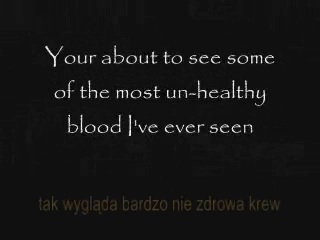 Your about to see some
of the most un-healthy
blood I've ever seen
tak wygląda bardzo nie zdrowa krew